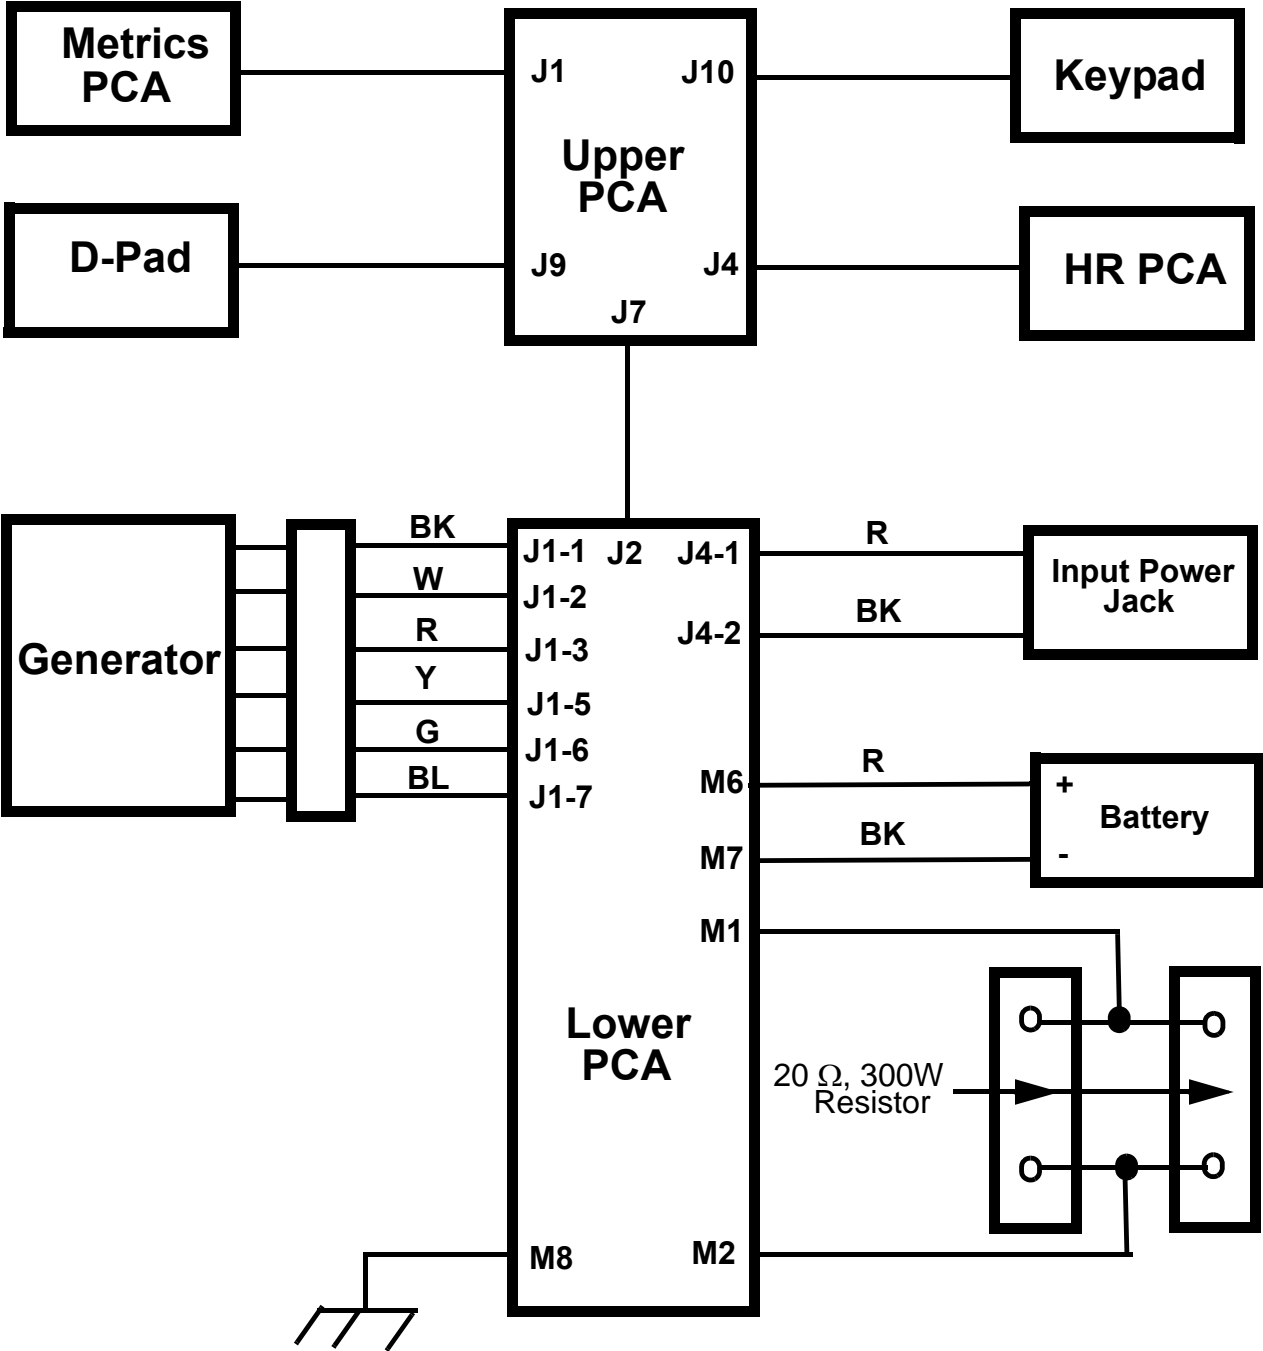 Metrics
PCA
J1
J10
Keypad
Upper
PCA
D-Pad
J9
J4
HR PCA
J7
Generator
BK
W
R
Y
G
BL
J1-1
J2
J4-1
J1-2
J1-3
J4-2
J1-5
J1-6
J1-7
R
BK
Input Power
Jack
M6
R
+
Battery
M7
BK
-
M1
Lower
PCA
20 Ω, 300W
Resistor
M8
M2